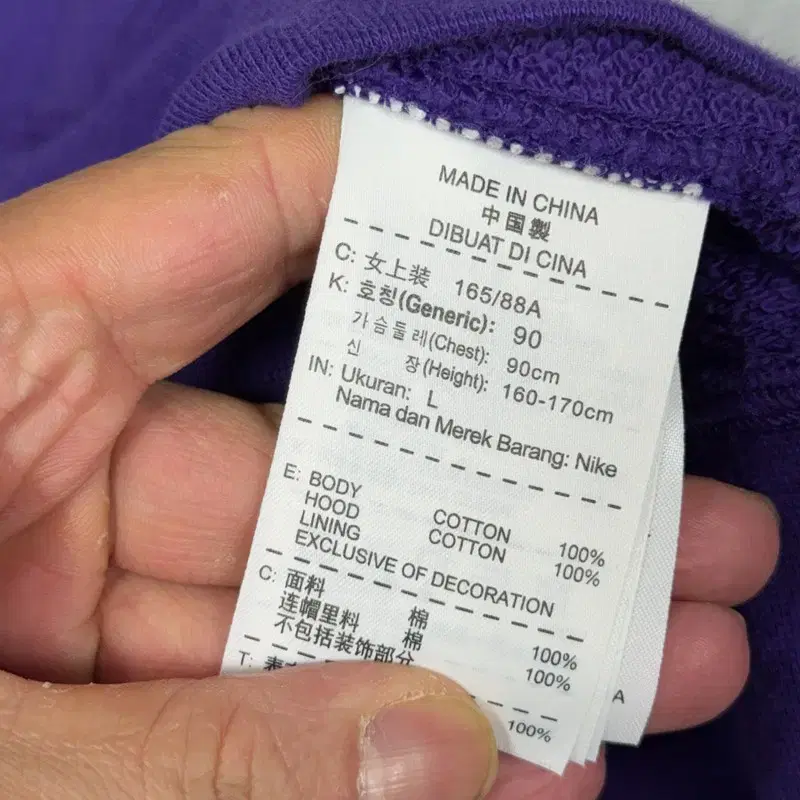 MADE IN CHINA
中国製
DIBUAT DI CINA
C: 女上装 165/88A
K: 호칭(Generic): 90
가슴둘레(Chest): 90cm
신 장(Height): 160-170cm
IN: Ukuran: L
Nama dan Merek Barang: Nike
E: BODY COTTON 100%
HOOD LINING COTTON 100%
EXCLUSIVE OF DECORATION
C: 面料 棉 100%
连帽里料 棉 100%
不包括装饰部分
T: 100%
A